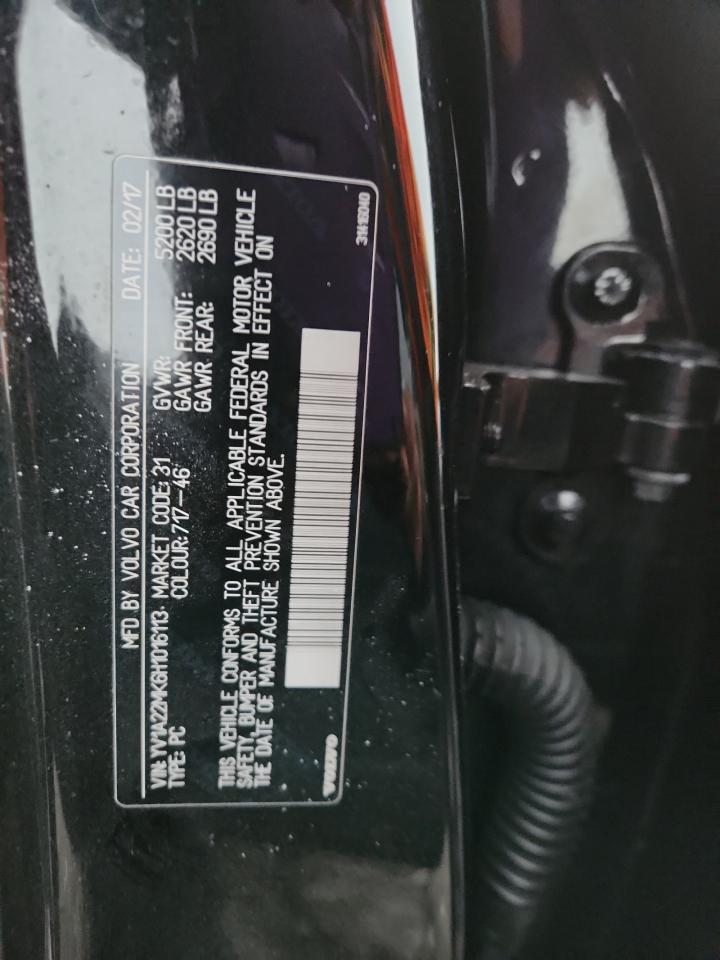 MFD. BY VOLVO CAR CORPORATION DATE: 02/17
VIN: YV1A22MK6H1016113 MARKET CODE: 31 GVWR: 5200 LB
TYPE: PC COLOUR: 717-46 GAWR FRONT: 2620 LB
GAWR REAR: 2690 LB
THIS VEHICLE CONFORMS TO ALL APPLICABLE FEDERAL MOTOR VEHICLE
SAFETY, BUMPER AND THEFT PREVENTION STANDARDS IN EFFECT ON
THE DATE OF MANUFACTURE SHOWN ABOVE.
VOLVO 31416040